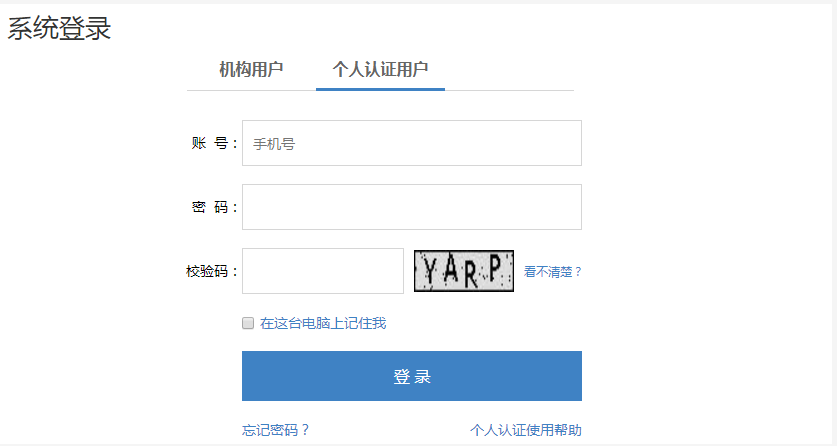 系统登录
机构用户 个人认证用户
账 号： 手机号
密 码：
校验码： YARP 看不清楚？
在这台电脑上记住我
登 录
忘记密码？ 个人认证使用帮助